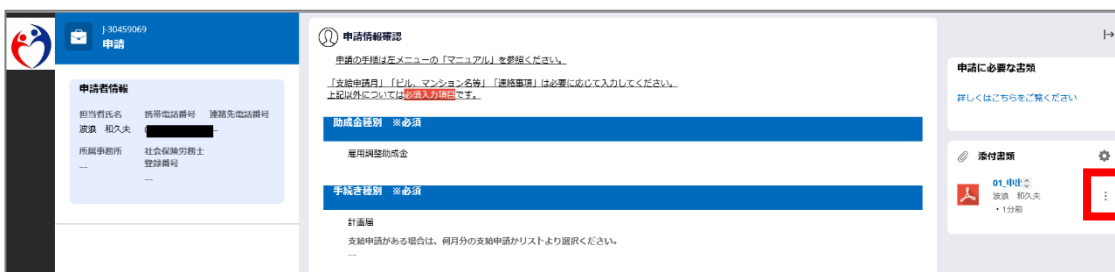 J-30459069
申請
申請者情報
担当者氏名 携帯電話番号 連絡先電話番号
波浪 和久夫
--
所属事務所 社会保険労務士
登録番号
--
--
申請情報確認
申請の手順は左メニューの「マニュアル」を参照ください。
「支給申請月」「ビル、マンション名等」「連絡事項」は必要に応じて入力してください。
上記以外については必須入力項目です。
助成金種別 ※必須
雇用調整助成金
手続き種別 ※必須
計画届
支給申請がある場合は、何月分の支給申請かリストより選択ください。
--
申請に必要な書類
詳しくはこちらをご覧ください
添付書類
01_申出
波浪 和久夫
・1分前